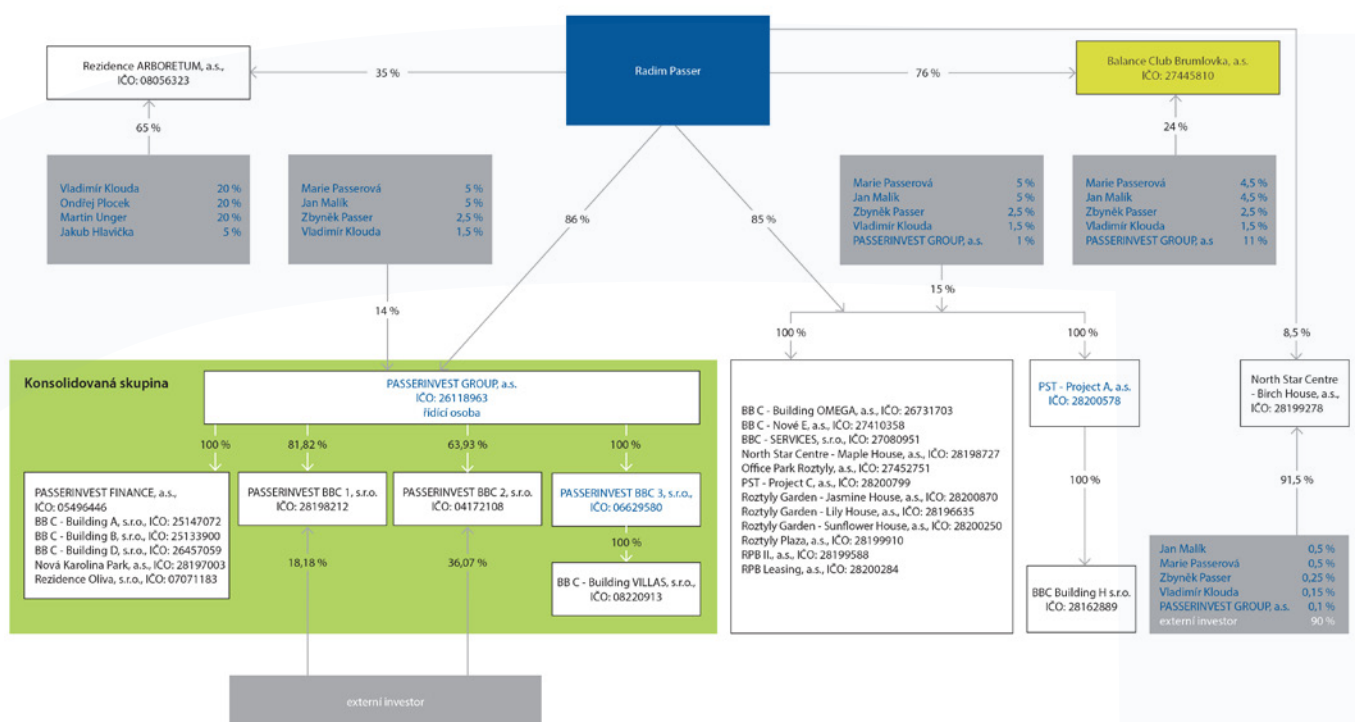 Rezidence ARBORETUM, a.s.,
IČO: 08056323
35 %
Radim Passer
76 %
Balance Club Brumlovka, a.s.
IČO: 27445810
65 %
24 %
Vladimír Klouda 20 %
Ondřej Plocek 20 %
Martin Unger 20 %
Jakub Hlavička 5 %
Marie Passerová 5 %
Jan Malík 5 %
Zbyněk Passer 2,5 %
Vladimír Klouda 1,5 %
86 %
85 %
Marie Passerová 5 %
Jan Malík 5 %
Zbyněk Passer 2,5 %
Vladimír Klouda 1,5 %
PASSERINVEST GROUP, a.s. 1 %
Marie Passerová 4,5 %
Jan Malík 4,5 %
Zbyněk Passer 2,5 %
Vladimír Klouda 1,5 %
PASSERINVEST GROUP, a.s 11 %
14 %
15 %
100 %
100 %
8,5 %
Konsolidovaná skupina
PASSERINVEST GROUP, a.s.
IČO: 26118963
řídící osoba
100 %
81,82 %
63,93 %
100 %
PASSERINVEST FINANCE, a.s.,
IČO: 05496446
BB C - Building A, s.r.o., IČO: 25147072
BB C - Building B, s.r.o., IČO: 25133900
BB C - Building D, s.r.o., IČO: 26457059
Nová Karolina Park, a.s., IČO: 28197003
Rezidence Oliva, s.r.o., IČO: 07071183
PASSERINVEST BBC 1, s.r.o.
IČO: 28198212
PASSERINVEST BBC 2, s.r.o.
IČO: 04172108
PASSERINVEST BBC 3, s.r.o.,
IČO: 06629580
18,18 %
36,07 %
100 %
BB C - Building VILLAS, s.r.o.,
IČO: 08220913
externí investor
BB C - Building OMEGA, a.s., IČO: 26731703
BB C - Nové E, a.s., IČO: 27410358
BBC - SERVICES, s.r.o., IČO: 27080951
North Star Centre - Maple House, a.s., IČO: 28198727
Office Park Roztyly, a.s., IČO: 27452751
PST - Project C, a.s., IČO: 28200799
Roztyly Garden - Jasmine House, a.s., IČO: 28200870
Roztyly Garden - Lily House, a.s., IČO: 28196635
Roztyly Garden - Sunflower House, a.s., IČO: 28200250
Roztyly Plaza, a.s., IČO: 28199910
RPB II., a.s., IČO: 28199588
RPB Leasing, a.s., IČO: 28200284
PST - Project A, a.s.
IČO: 28200578
100 %
BBC Building H s.r.o.
IČO: 28162889
North Star Centre
- Birch House, a.s.,
IČO: 28199278
91,5 %
Jan Malík 0,5 %
Marie Passerová 0,5 %
Zbyněk Passer 0,25 %
Vladimír Klouda 0,15 %
PASSERINVEST GROUP, a.s. 0,1 %
externí investor 90 %